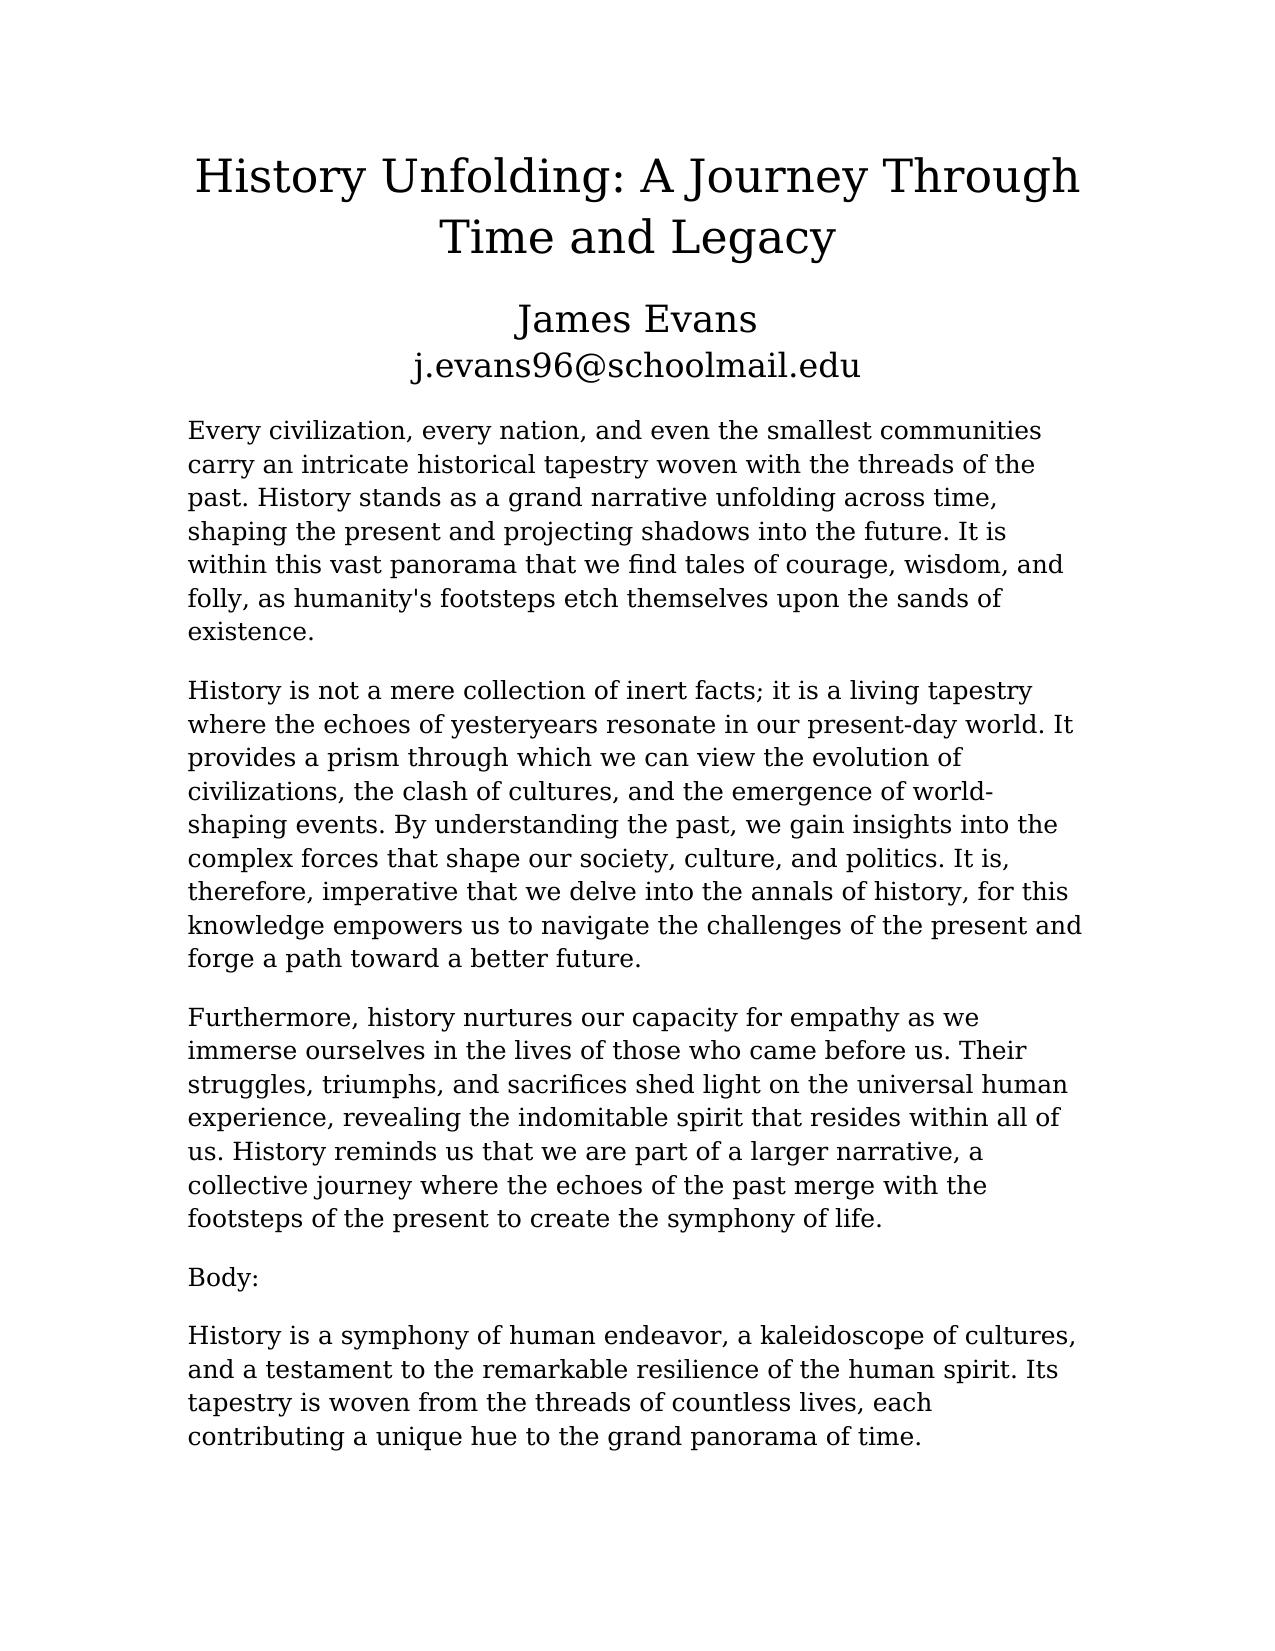 History Unfolding: A Journey Through
Time and Legacy
James Evans
j.evans96@schoolmail.edu
Every civilization, every nation, and even the smallest communities
carry an intricate historical tapestry woven with the threads of the
past. History stands as a grand narrative unfolding across time,
shaping the present and projecting shadows into the future. It is
within this vast panorama that we find tales of courage, wisdom, and
folly, as humanity's footsteps etch themselves upon the sands of
existence.
History is not a mere collection of inert facts; it is a living tapestry
where the echoes of yesteryears resonate in our present-day world. It
provides a prism through which we can view the evolution of
civilizations, the clash of cultures, and the emergence of world-
shaping events. By understanding the past, we gain insights into the
complex forces that shape our society, culture, and politics. It is,
therefore, imperative that we delve into the annals of history, for this
knowledge empowers us to navigate the challenges of the present and
forge a path toward a better future.
Furthermore, history nurtures our capacity for empathy as we
immerse ourselves in the lives of those who came before us. Their
struggles, triumphs, and sacrifices shed light on the universal human
experience, revealing the indomitable spirit that resides within all of
us. History reminds us that we are part of a larger narrative, a
collective journey where the echoes of the past merge with the
footsteps of the present to create the symphony of life.
Body:
History is a symphony of human endeavor, a kaleidoscope of cultures,
and a testament to the remarkable resilience of the human spirit. Its
tapestry is woven from the threads of countless lives, each
contributing a unique hue to the grand panorama of time.